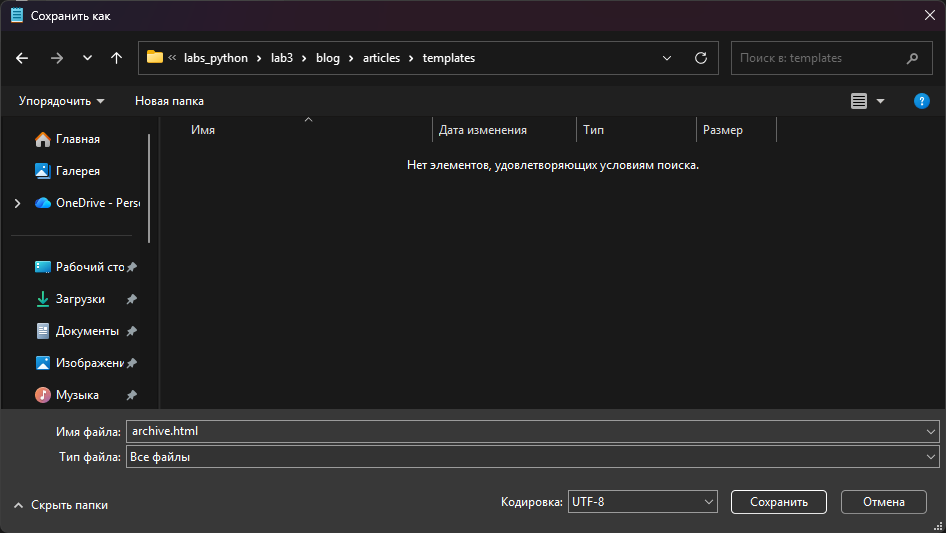 Сохранить как
« labs_python › lab3 › blog › articles › templates
Поиск в: templates
Упорядочить
Новая папка
?
Имя
Дата изменения
Тип
Размер
Нет элементов, удовлетворяющих условиям поиска.
Главная
Галерея
OneDrive - Perso
Рабочий сто
Загрузки
Документы
Изображени
Музыка
Имя файла: archive.html
Тип файла: Все файлы
Скрыть папки
Кодировка: UTF-8
Сохранить
Отмена